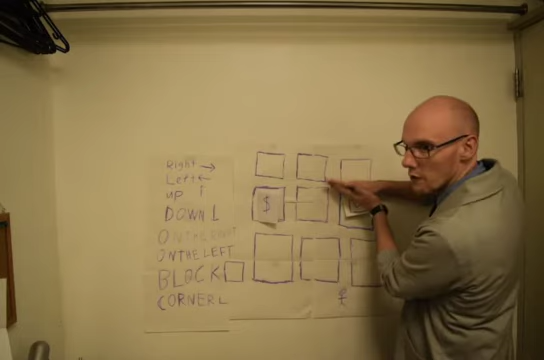 Right →
Left ←
up ↑
DOWN ↓
ON THE RIGHT
ON THE LEFT
BLOCK
CORNER
$